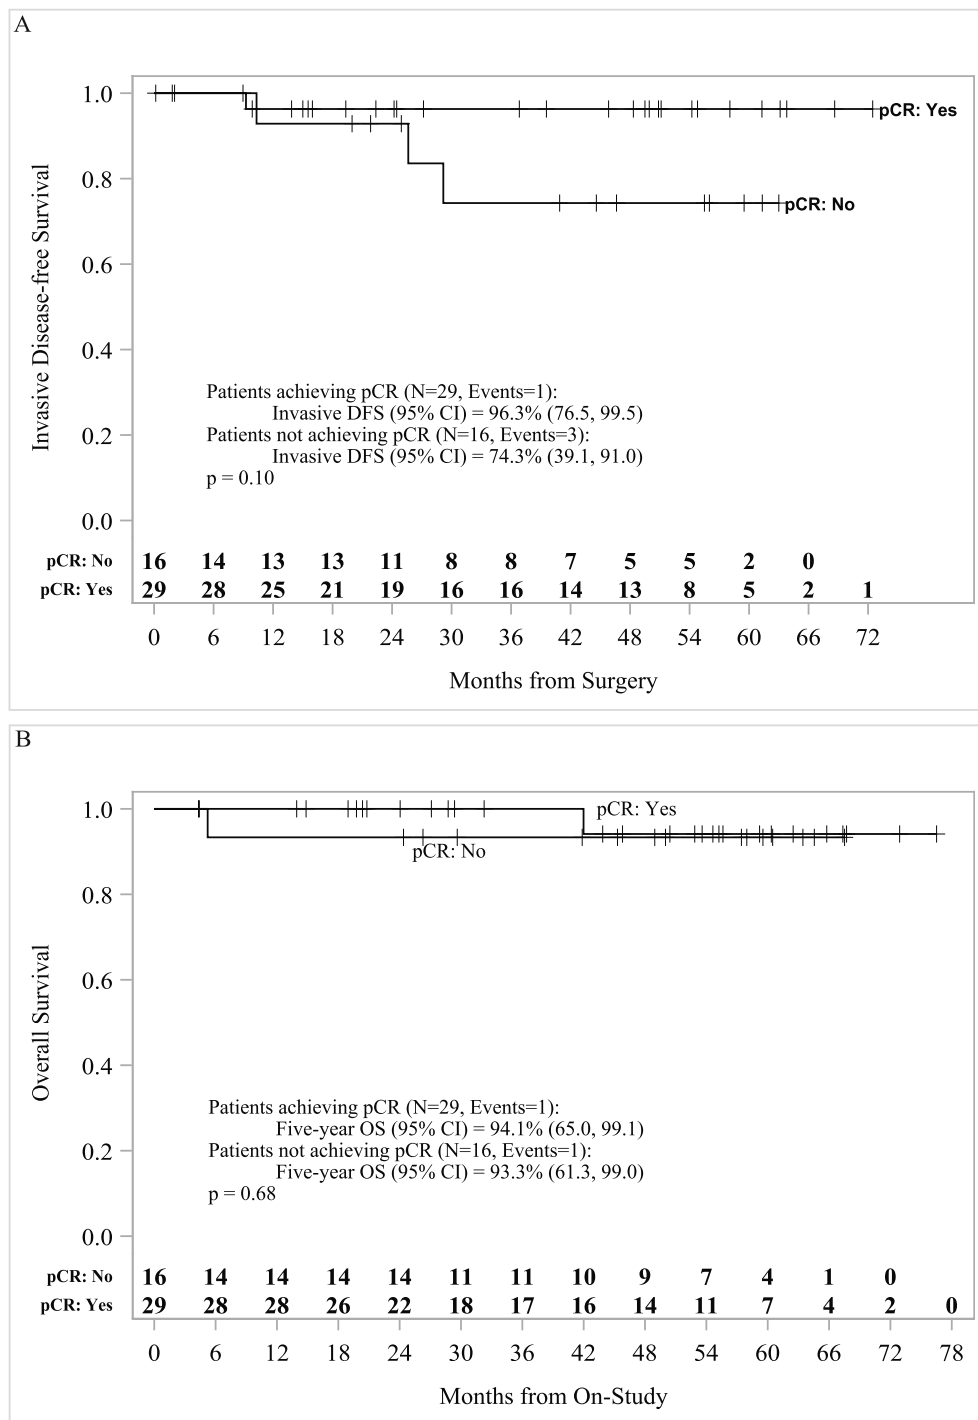 A
1.0
0.8
0.6
0.4
0.2
0.0
Invasive Disease-free Survival
pCR: Yes
pCR: No
Patients achieving pCR (N=29, Events=1):
Invasive DFS (95% CI) = 96.3% (76.5, 99.5)
Patients not achieving pCR (N=16, Events=3):
Invasive DFS (95% CI) = 74.3% (39.1, 91.0)
p = 0.10
pCR: No 16 14 13 13 11 8 8 7 5 5 2 0
pCR: Yes 29 28 25 21 19 16 16 14 13 8 5 2 1
0 6 12 18 24 30 36 42 48 54 60 66 72
Months from Surgery
B
1.0
0.8
0.6
0.4
0.2
0.0
Overall Survival
pCR: Yes
pCR: No
Patients achieving pCR (N=29, Events=1):
Five-year OS (95% CI) = 94.1% (65.0, 99.1)
Patients not achieving pCR (N=16, Events=1):
Five-year OS (95% CI) = 93.3% (61.3, 99.0)
p = 0.68
pCR: No 16 14 14 14 14 11 11 10 9 7 4 1 0
pCR: Yes 29 28 28 26 22 18 17 16 14 11 7 4 2 0
0 6 12 18 24 30 36 42 48 54 60 66 72 78
Months from On-Study